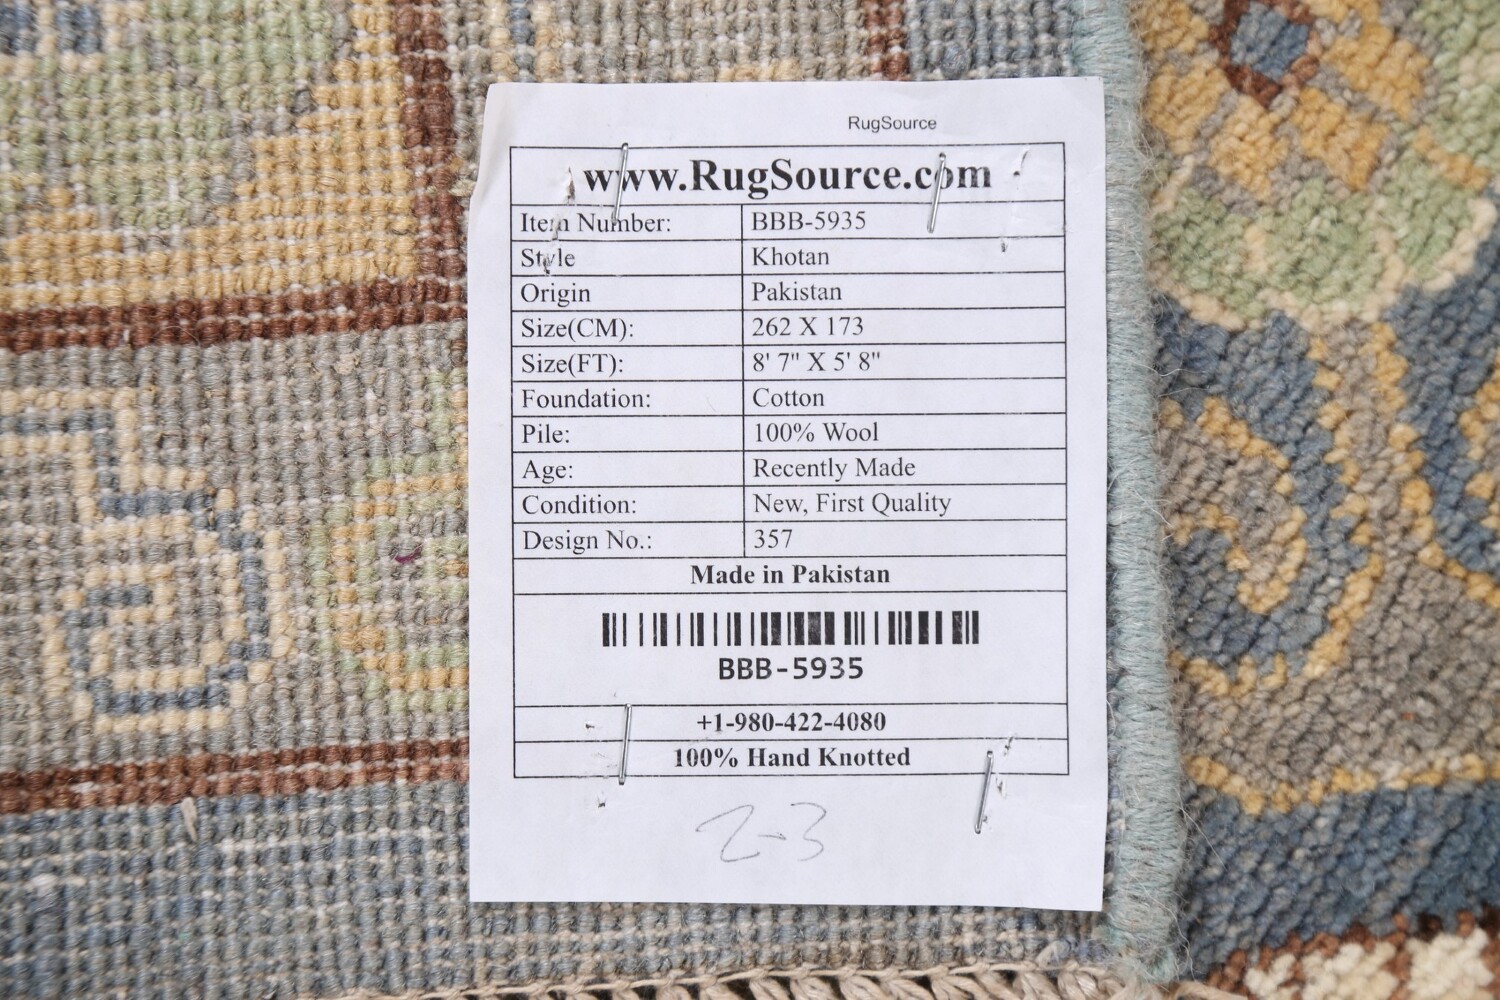 RugSource
www.RugSource.com
Item Number: BBB-5935
Style Khotan
Origin Pakistan
Size(CM): 262 X 173
Size(FT): 8' 7" X 5' 8"
Foundation: Cotton
Pile: 100% Wool
Age: Recently Made
Condition: New, First Quality
Design No.: 357
Made in Pakistan
BBB-5935
+1-980-422-4080
100% Hand Knotted
2-3